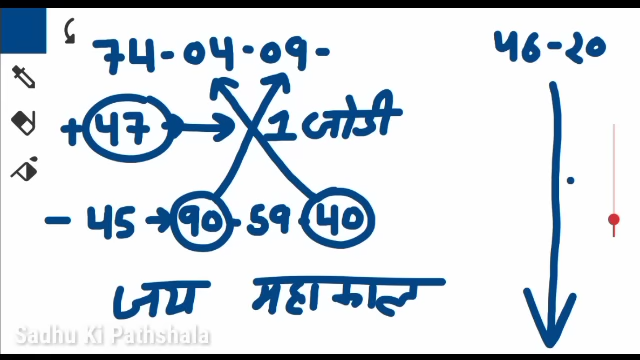 74-04-09-
46-20
+ 47 → 1 जोडी
- 45 → 90 - 59 - 40
जय महाकाल
Sadhu Ki Pathshala